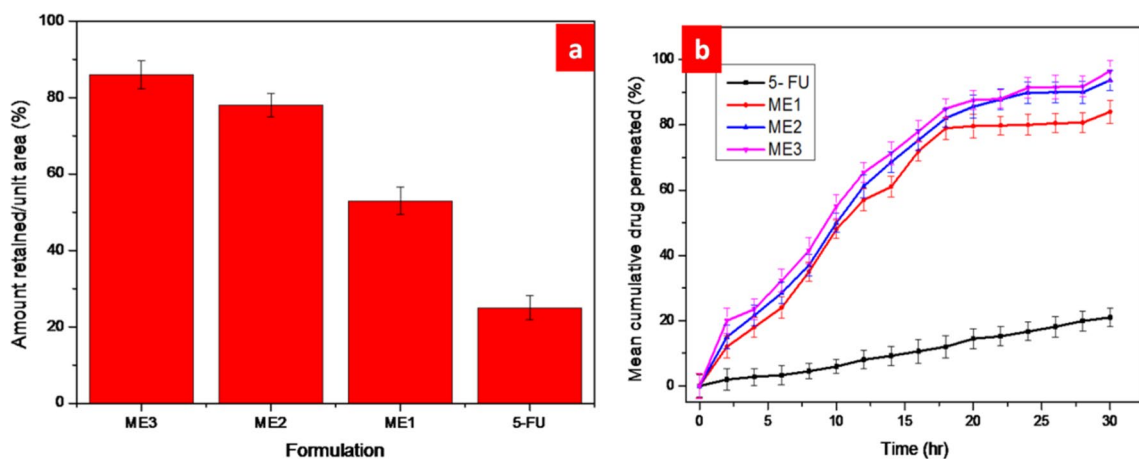 a
Amount retained/unit area (%)
100
80
60
40
20
0
ME3 ME2 ME1 5-FU
Formulation
b
Mean cumulative drug permeated (%)
100
80
60
40
20
0
5- FU
ME1
ME2
ME3
0 5 10 15 20 25 30
Time (hr)